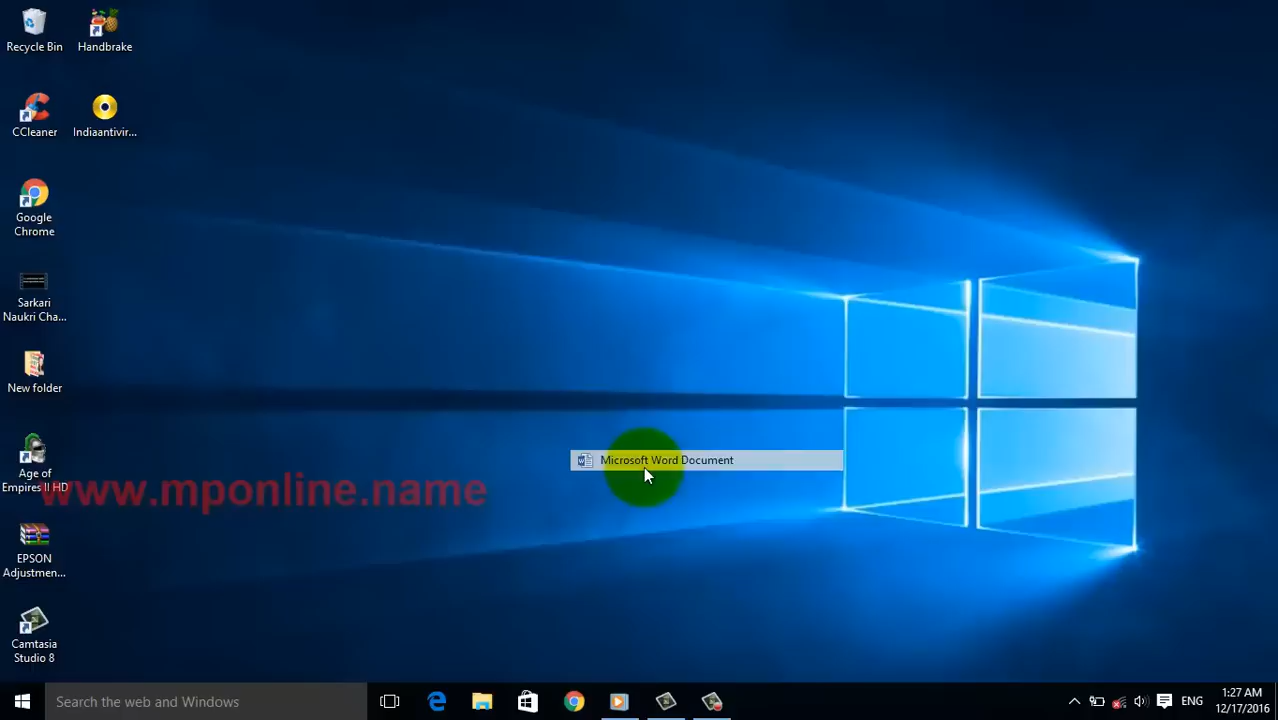 Recycle Bin
Handbrake
CCleaner
Indiaantivir...
Google
Chrome
Sarkari
Naukri Cha...
New folder
Age of
Empires II HD
EPSON
Adjustmen...
Camtasia
Studio 8
Microsoft Word Document
www.mponline.name
Search the web and Windows
ENG
1:27 AM
12/17/2016